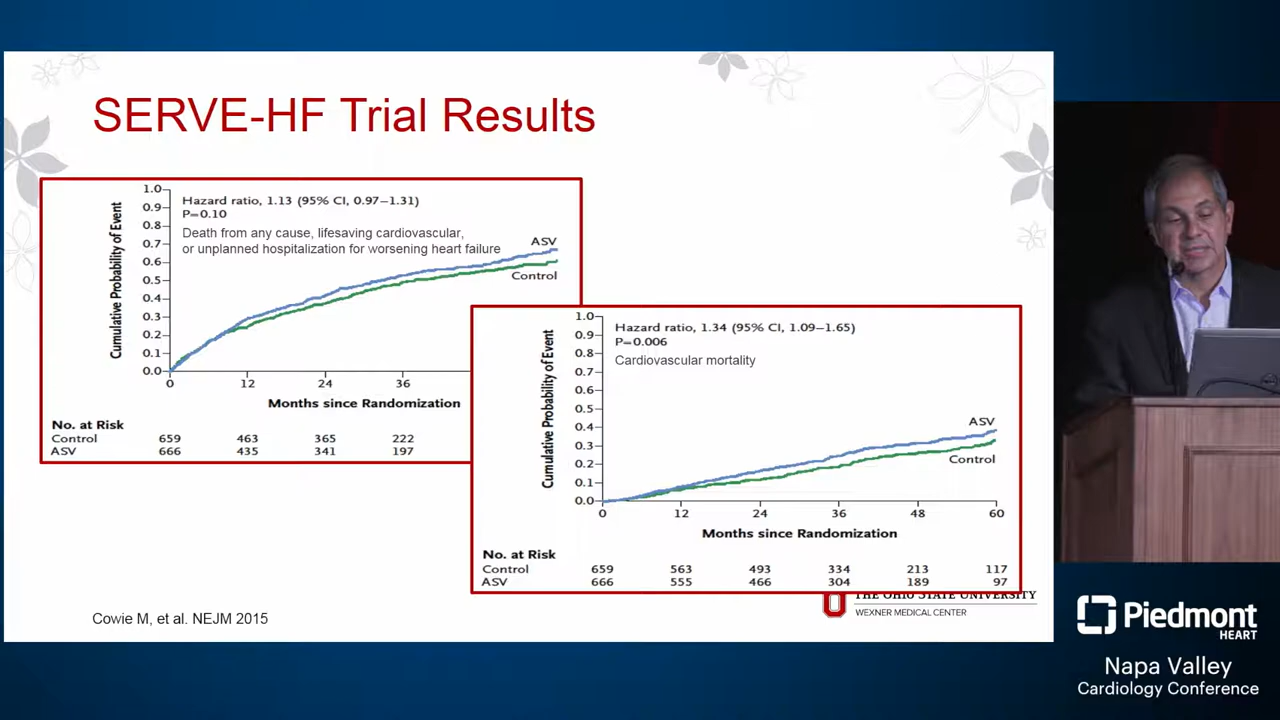 SERVE-HF Trial Results
1.0
0.9
0.8
0.7
0.6
0.5
0.4
0.3
0.2
0.1
0.0
Cumulative Probability of Event
Hazard ratio, 1.13 (95% CI, 0.97–1.31)
P=0.10
Death from any cause, lifesaving cardiovascular,
or unplanned hospitalization for worsening heart failure
ASV
Control
0 12 24 36
Months since Randomization
No. at Risk
Control 659 463 365 222
ASV 666 435 341 197
1.0
0.9
0.8
0.7
0.6
0.5
0.4
0.3
0.2
0.1
0.0
Cumulative Probability of Event
Hazard ratio, 1.34 (95% CI, 1.09–1.65)
P=0.006
Cardiovascular mortality
ASV
Control
0 12 24 36 48 60
Months since Randomization
No. at Risk
Control 659 563 493 334 213 117
ASV 666 555 466 304 189 97
THE OHIO STATE UNIVERSITY
WEXNER MEDICAL CENTER
Cowie M, et al. NEJM 2015
Piedmont
HEART
Napa Valley
Cardiology Conference